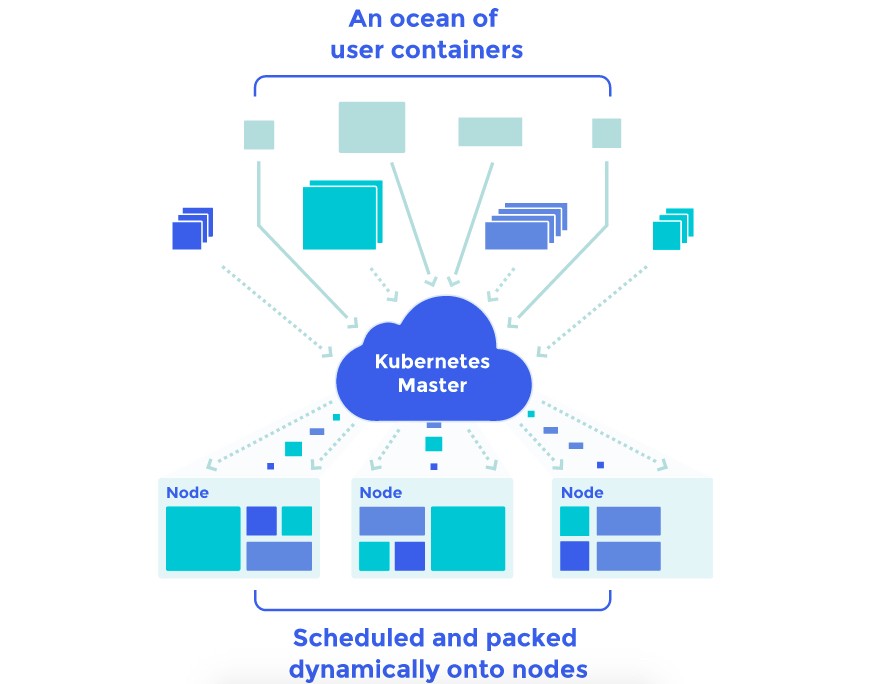 An ocean of
user containers
Kubernetes
Master
Node
Node
Node
Scheduled and packed
dynamically onto nodes